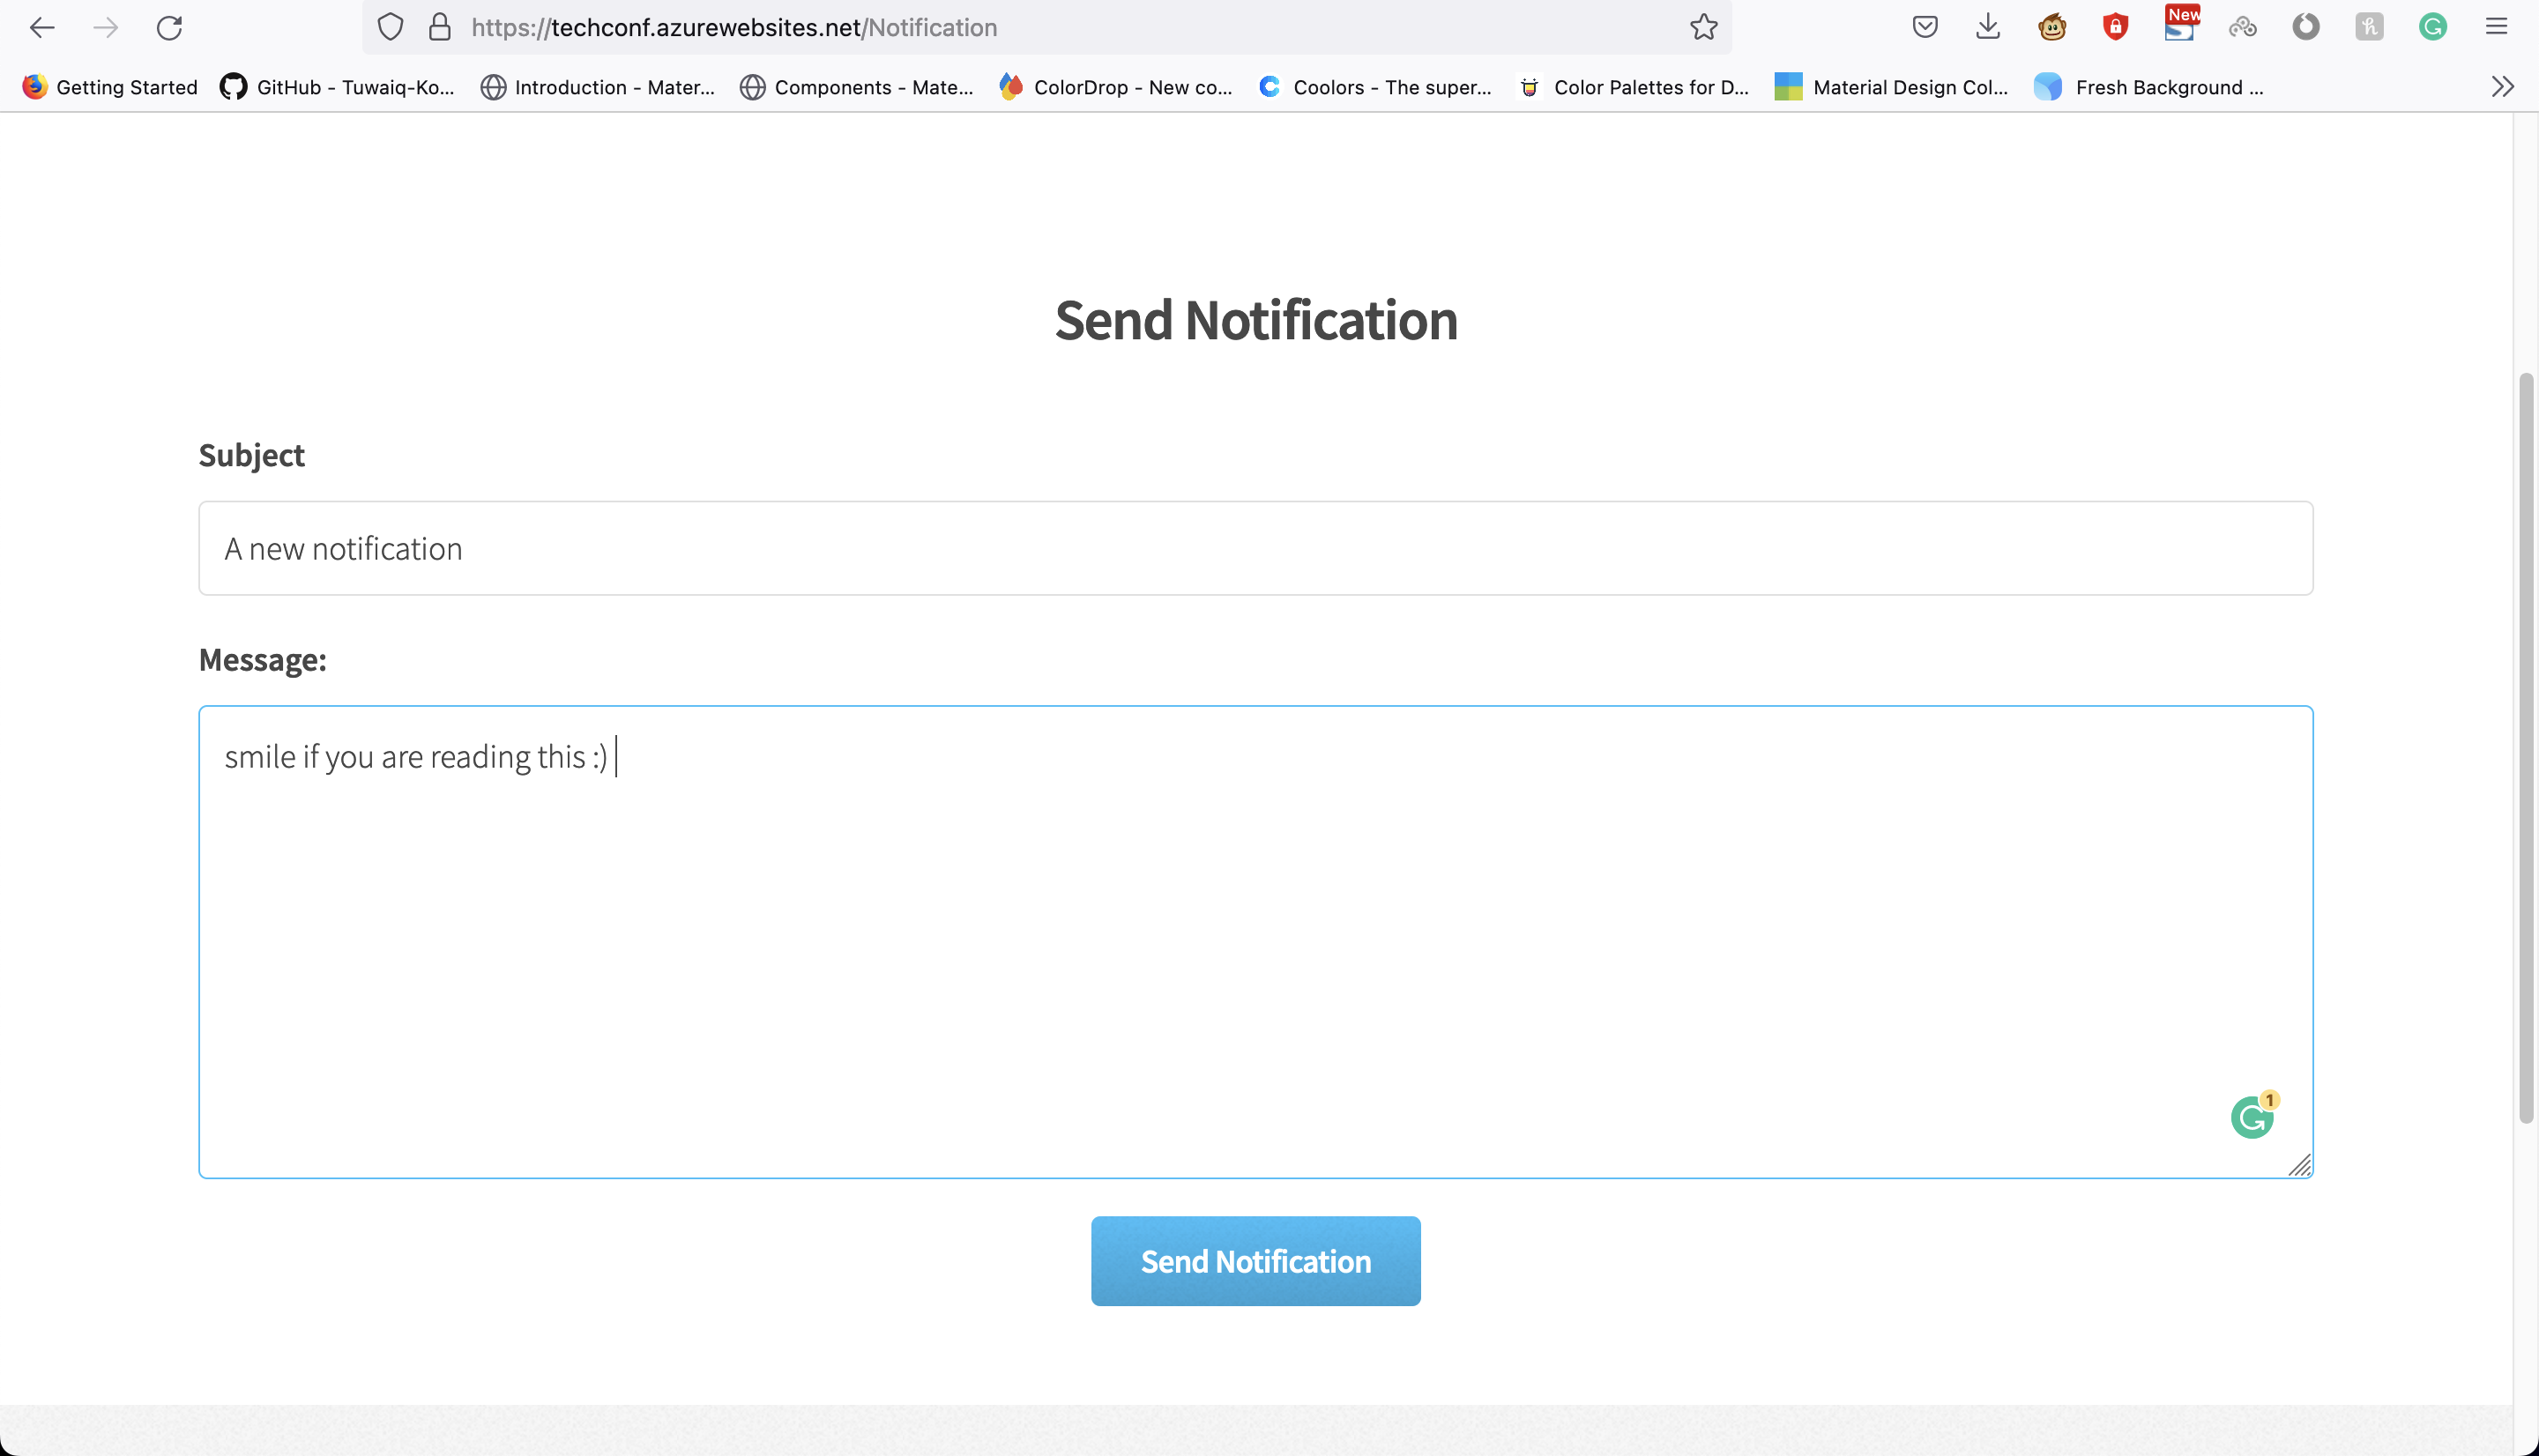 https://techconf.azurewebsites.net/Notification
New
Getting Started
GitHub - Tuwaiq-Ko...
Introduction - Mater...
Components - Mate...
ColorDrop - New co...
Coolors - The super...
Color Palettes for D...
Material Design Col...
Fresh Background ...
Send Notification
Subject
A new notification
Message:
smile if you are reading this :)
1
Send Notification